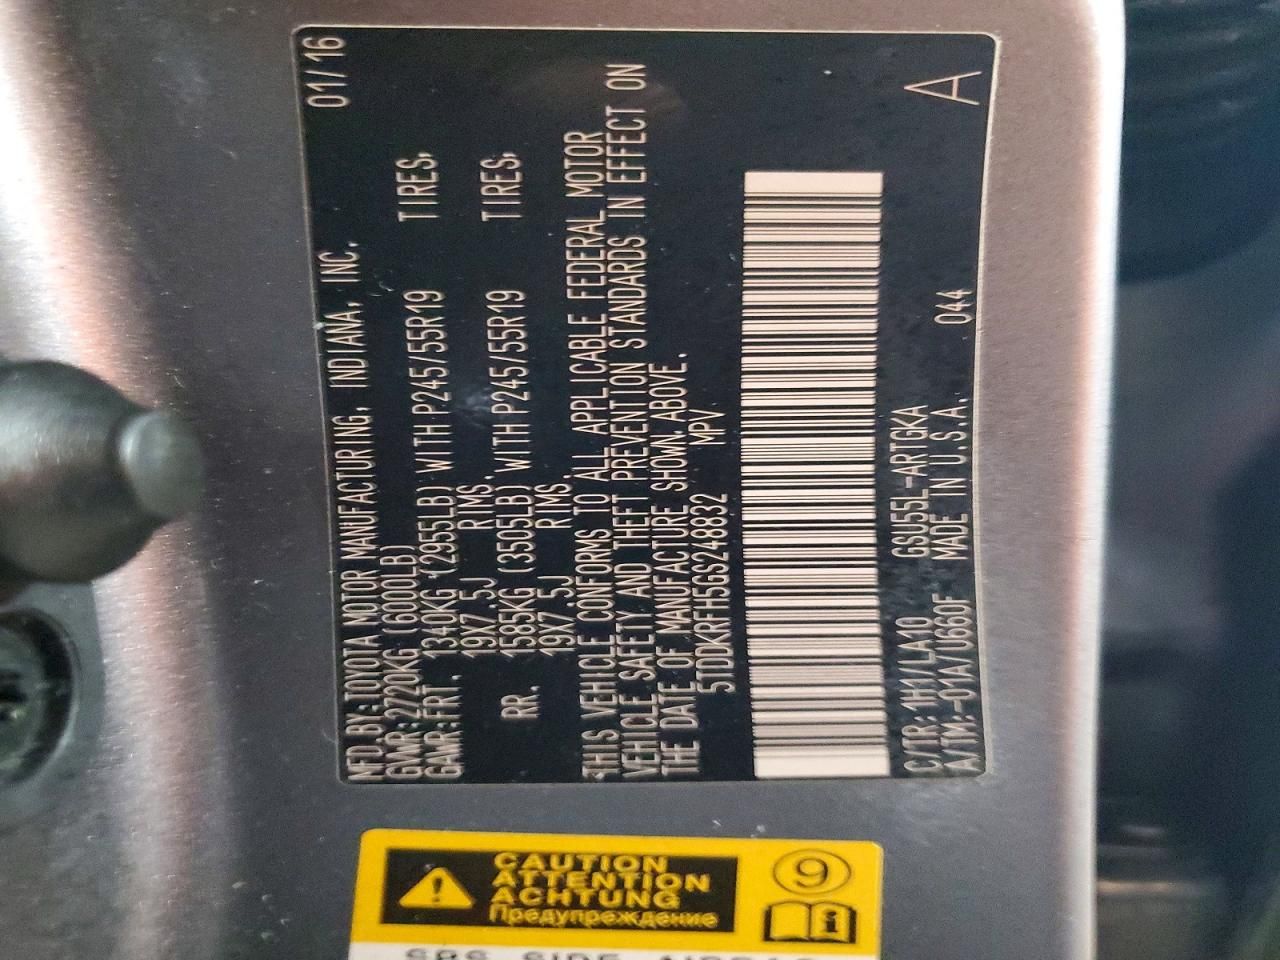 01/16
MFD.BY:TOYOTA MOTOR MANUFACTURING, INDIANA, INC.
GVWR:2720KG (6000LB)
GAWR:FRT. 1340KG (2955LB) WITH P245/55R19 TIRES,
19X7.5J RIMS.
RR. 1585KG (3505LB) WITH P245/55R19 TIRES,
19X7.5J RIMS.
THIS VEHICLE CONFORMS TO ALL APPLICABLE FEDERAL MOTOR
VEHICLE SAFETY AND THEFT PREVENTION STANDARDS IN EFFECT ON
THE DATE OF MANUFACTURE SHOWN ABOVE.
5TDDKRFH5GS248832 MPV
C/TR:1H1/LA10 GSU55L-ARTGKA
A/TM:-01A/U660F MADE IN U.S.A. 044 A
CAUTION
ATTENTION
ACHTUNG
Предупреждение
9
i
SRS SIDE AIRBAG